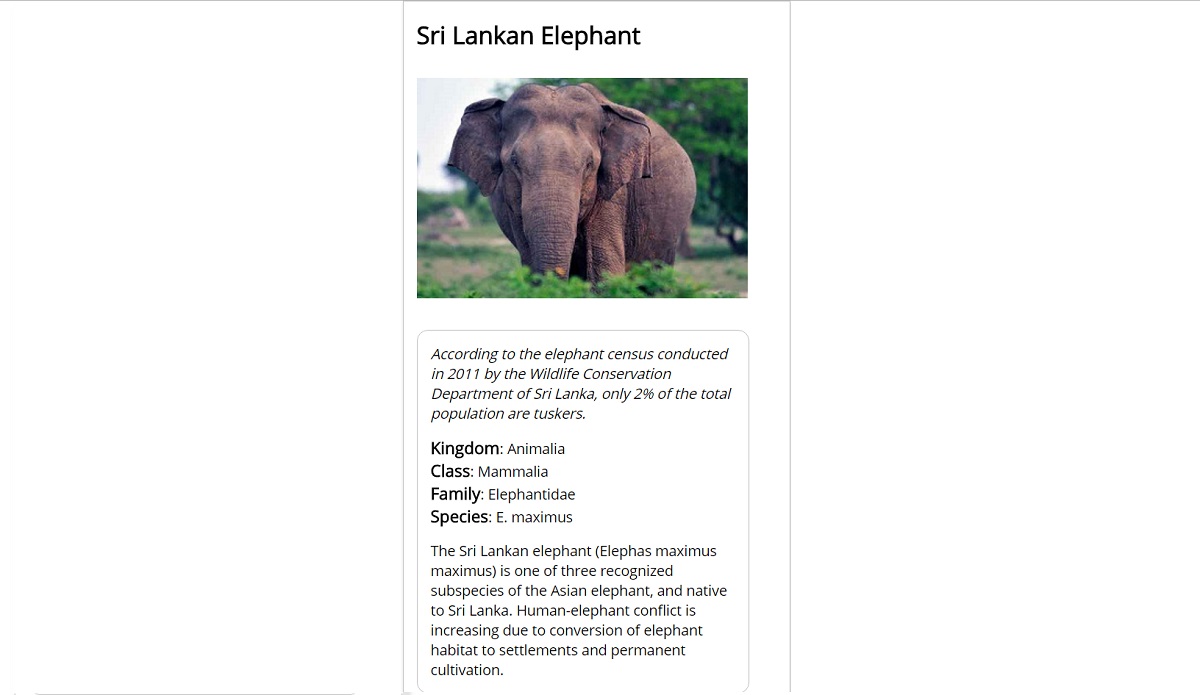 Sri Lankan Elephant
According to the elephant census conducted
in 2011 by the Wildlife Conservation
Department of Sri Lanka, only 2% of the total
population are tuskers.
Kingdom: Animalia
Class: Mammalia
Family: Elephantidae
Species: E. maximus
The Sri Lankan elephant (Elephas maximus
maximus) is one of three recognized
subspecies of the Asian elephant, and native
to Sri Lanka. Human-elephant conflict is
increasing due to conversion of elephant
habitat to settlements and permanent
cultivation.